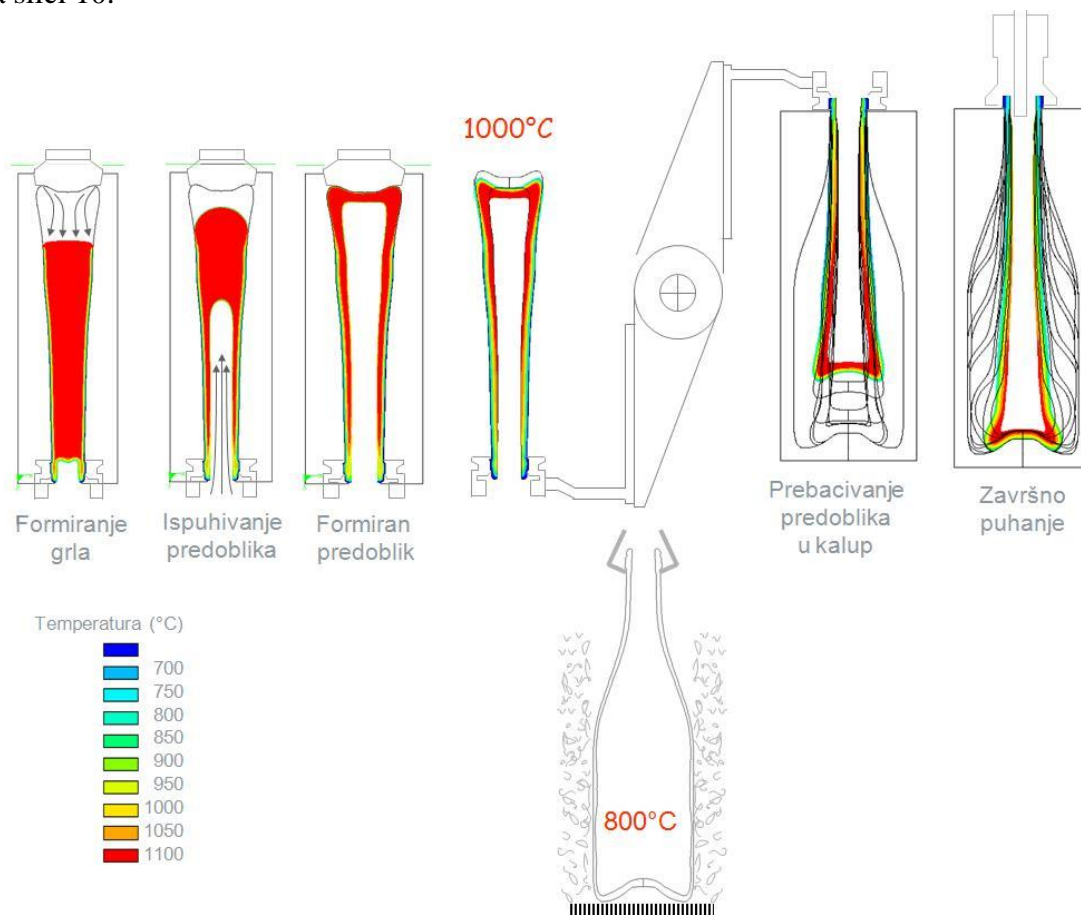 1000°C
Formiranje
grla
Ispuhivanje
predoblika
Formiran
predoblik
Prebacivanje
predoblika
u kalup
Završno
puhanje
Temperatura (°C)
700
750
800
850
900
950
1000
1050
1100
800°C